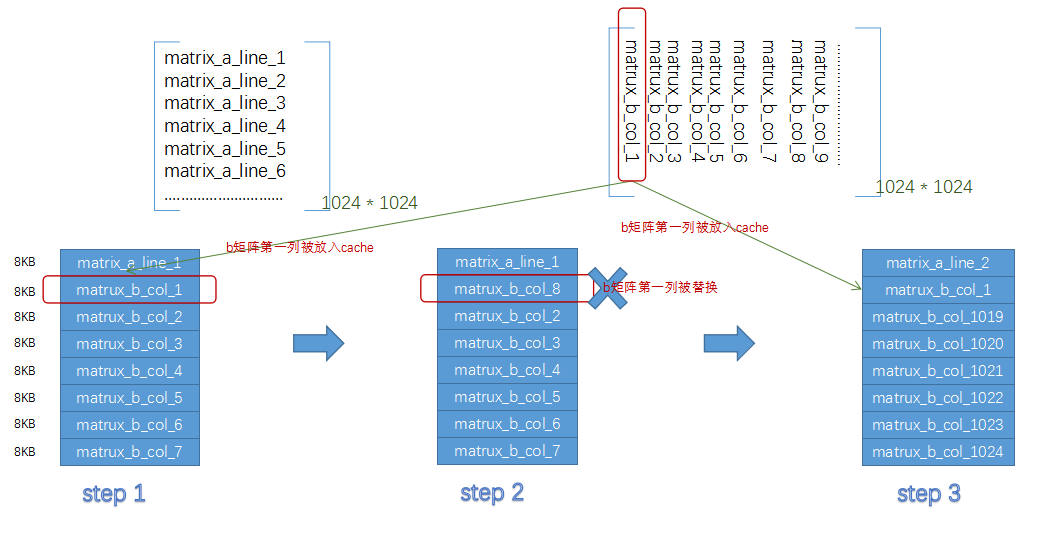 matrix_a_line_1
matrix_a_line_2
matrix_a_line_3
matrix_a_line_4
matrix_a_line_5
matrix_a_line_6
..............................
1024 * 1024
matrux_b_col_1
matrux_b_col_2
matrux_b_col_3
matrux_b_col_4
matrux_b_col_5
matrux_b_col_6
matrux_b_col_7
matrux_b_col_8
matrux_b_col_9
..............................
1024 * 1024
b矩阵第一列被放入cache
b矩阵第一列被放入cache
8KB
8KB
8KB
8KB
8KB
8KB
8KB
8KB
matrix_a_line_1
matrux_b_col_1
matrux_b_col_2
matrux_b_col_3
matrux_b_col_4
matrux_b_col_5
matrux_b_col_6
matrux_b_col_7
step 1
matrix_a_line_1
matrux_b_col_8
matrux_b_col_2
matrux_b_col_3
matrux_b_col_4
matrux_b_col_5
matrux_b_col_6
matrux_b_col_7
b矩阵第一列被替换
step 2
matrix_a_line_2
matrux_b_col_1
matrux_b_col_1019
matrux_b_col_1020
matrux_b_col_1021
matrux_b_col_1022
matrux_b_col_1023
matrux_b_col_1024
step 3